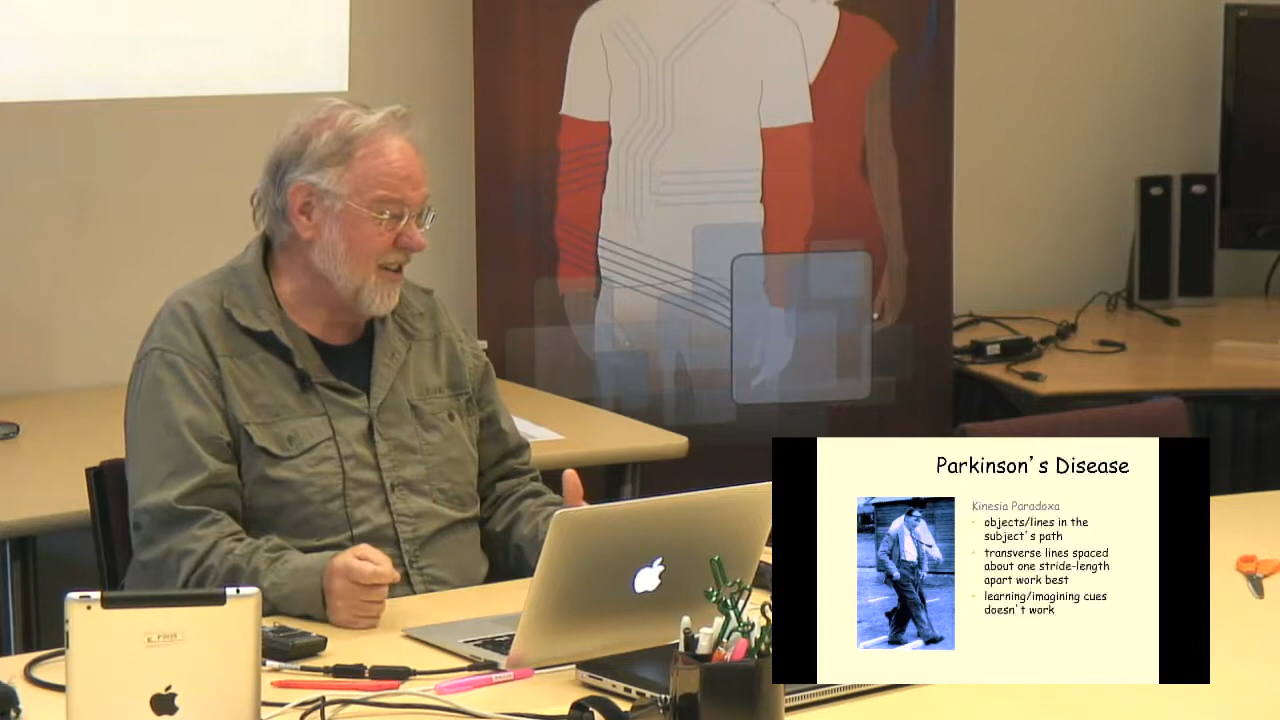 Parkinson's Disease
Kinesia Paradoxa
- objects/lines in the
subject's path
- transverse lines spaced
about one stride-length
apart work best
- learning/imagining cues
doesn't work